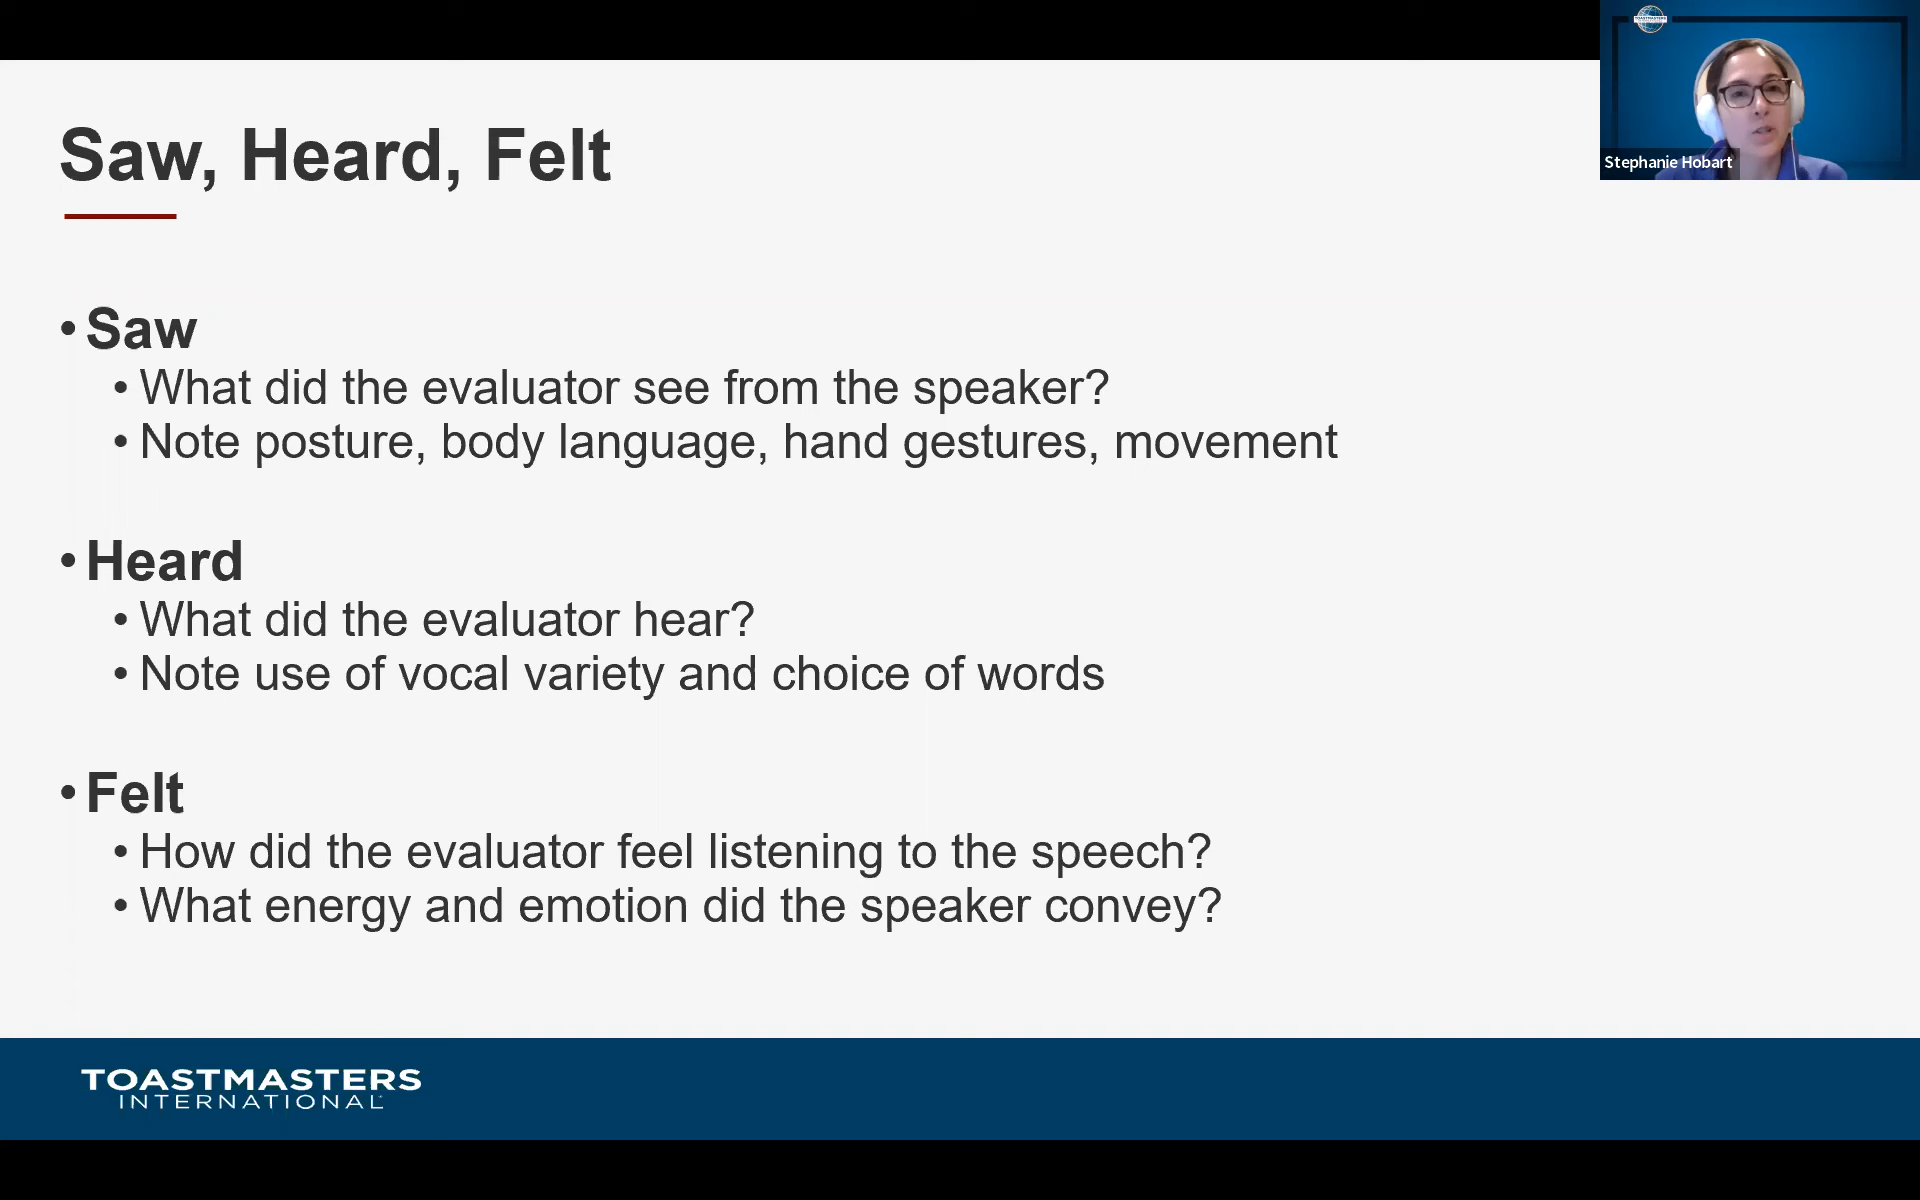 Saw, Heard, Felt
TOASTMASTERS
Stephanie Hobart
• Saw
• What did the evaluator see from the speaker?
• Note posture, body language, hand gestures, movement
• Heard
• What did the evaluator hear?
• Note use of vocal variety and choice of words
• Felt
• How did the evaluator feel listening to the speech?
• What energy and emotion did the speaker convey?
TOASTMASTERS
INTERNATIONAL